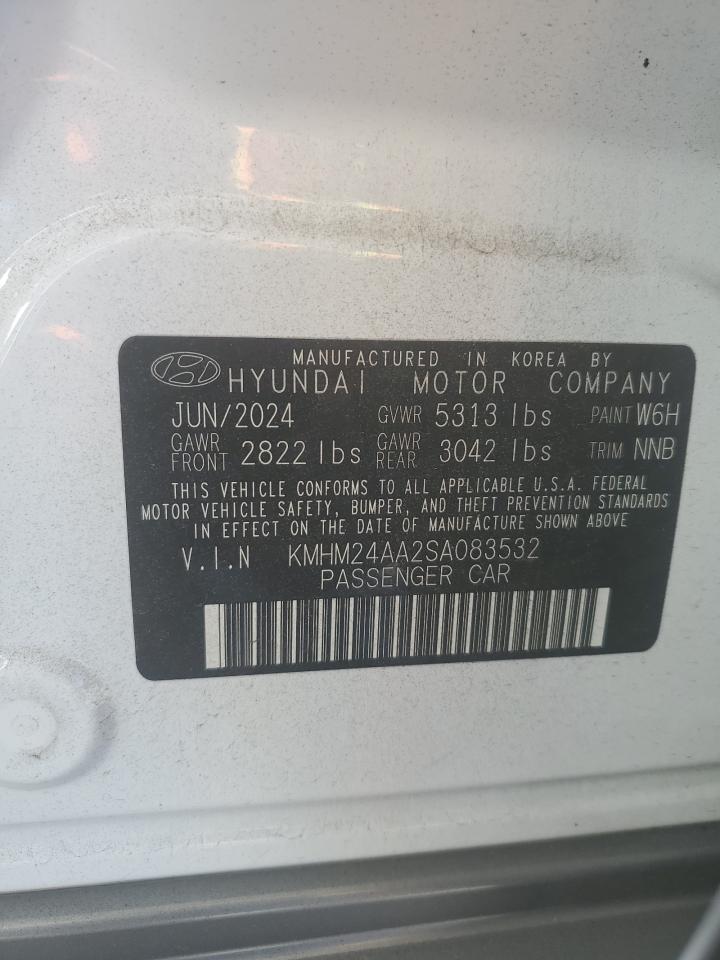 MANUFACTURED IN KOREA BY
HYUNDAI MOTOR COMPANY
JUN/2024 GVWR 5313 lbs PAINT W6H
GAWR FRONT 2822 lbs GAWR REAR 3042 lbs TRIM NNB
THIS VEHICLE CONFORMS TO ALL APPLICABLE U.S.A. FEDERAL
MOTOR VEHICLE SAFETY, BUMPER, AND THEFT PREVENTION STANDARDS
IN EFFECT ON THE DATE OF MANUFACTURE SHOWN ABOVE
V.I.N KMHM24AA2SA083532
PASSENGER CAR